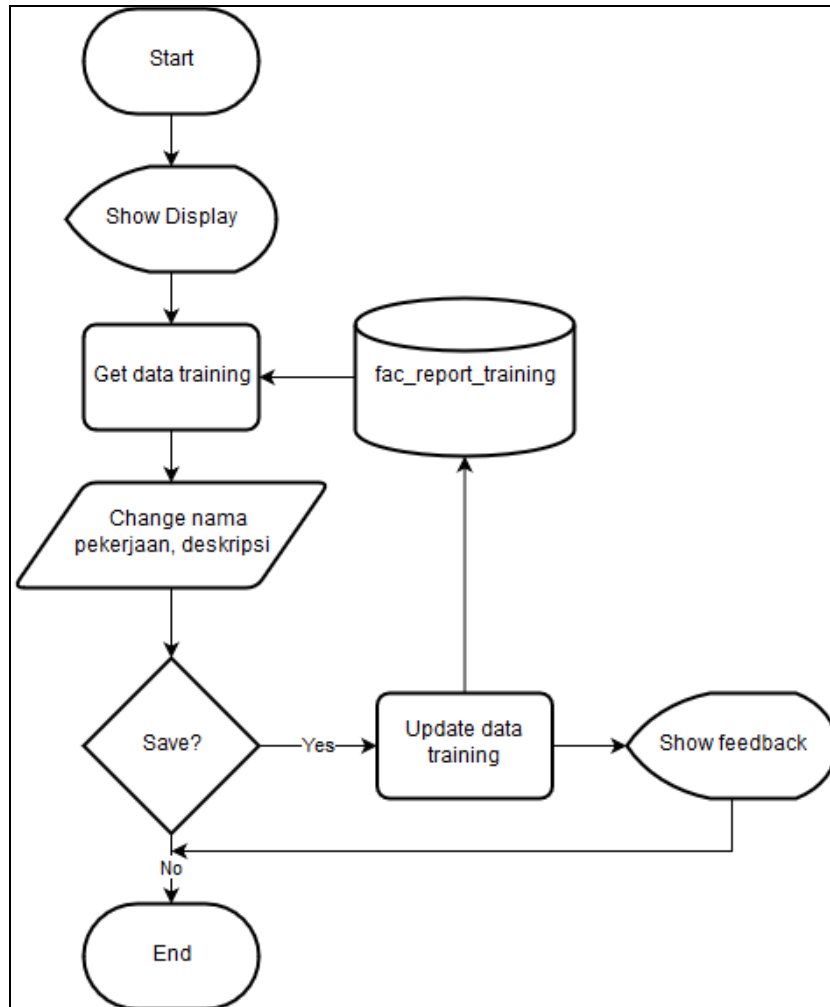 Start
Show Display
Get data training
fac_report_training
Change nama
pekerjaan, deskripsi
Save?
Yes
Update data
training
Show feedback
No
End